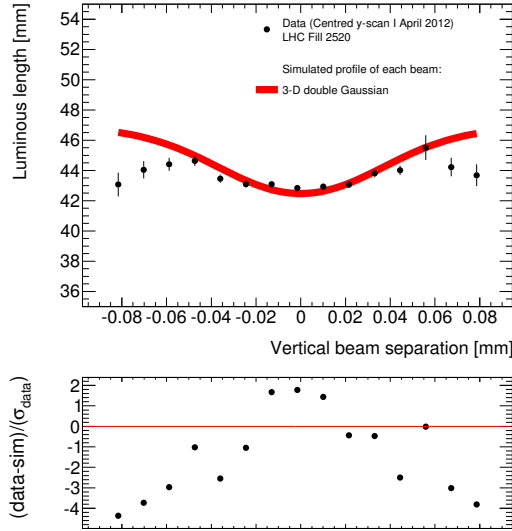 Luminous length [mm]
54
52
50
48
46
44
42
40
38
36
Data (Centred y-scan I April 2012)
LHC Fill 2520
Simulated profile of each beam:
3-D double Gaussian
-0.08 -0.06 -0.04 -0.02 0 0.02 0.04 0.06 0.08
Vertical beam separation [mm]
(data-sim)/(σdata)
2
1
0
-1
-2
-3
-4